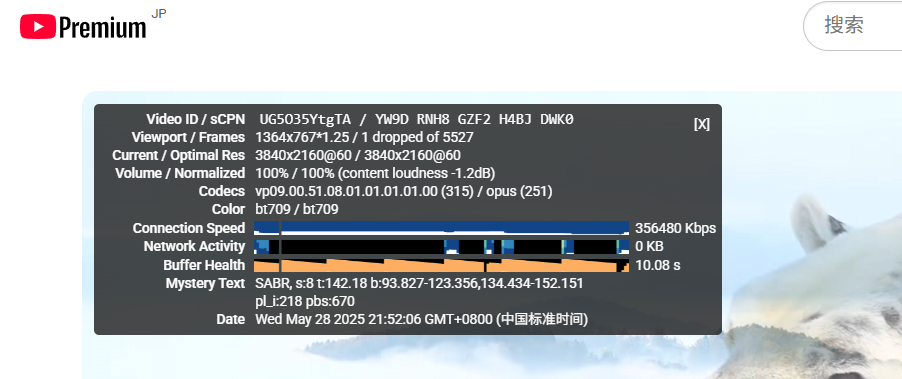 Premium JP
搜索
Video ID / sCPN UG5O35YtgTA / YW9D RNH8 GZF2 H4BJ DWK0
[X]
Viewport / Frames 1364x767*1.25 / 1 dropped of 5527
Current / Optimal Res 3840x2160@60 / 3840x2160@60
Volume / Normalized 100% / 100% (content loudness -1.2dB)
Codecs vp09.00.51.08.01.01.01.01.00 (315) / opus (251)
Color bt709 / bt709
Connection Speed 356480 Kbps
Network Activity 0 KB
Buffer Health 10.08 s
Mystery Text SABR, s:8 t:142.18 b:93.827-123.356,134.434-152.151
pl_i:218 pbs:670
Date Wed May 28 2025 21:52:06 GMT+0800 (中国标准时间)